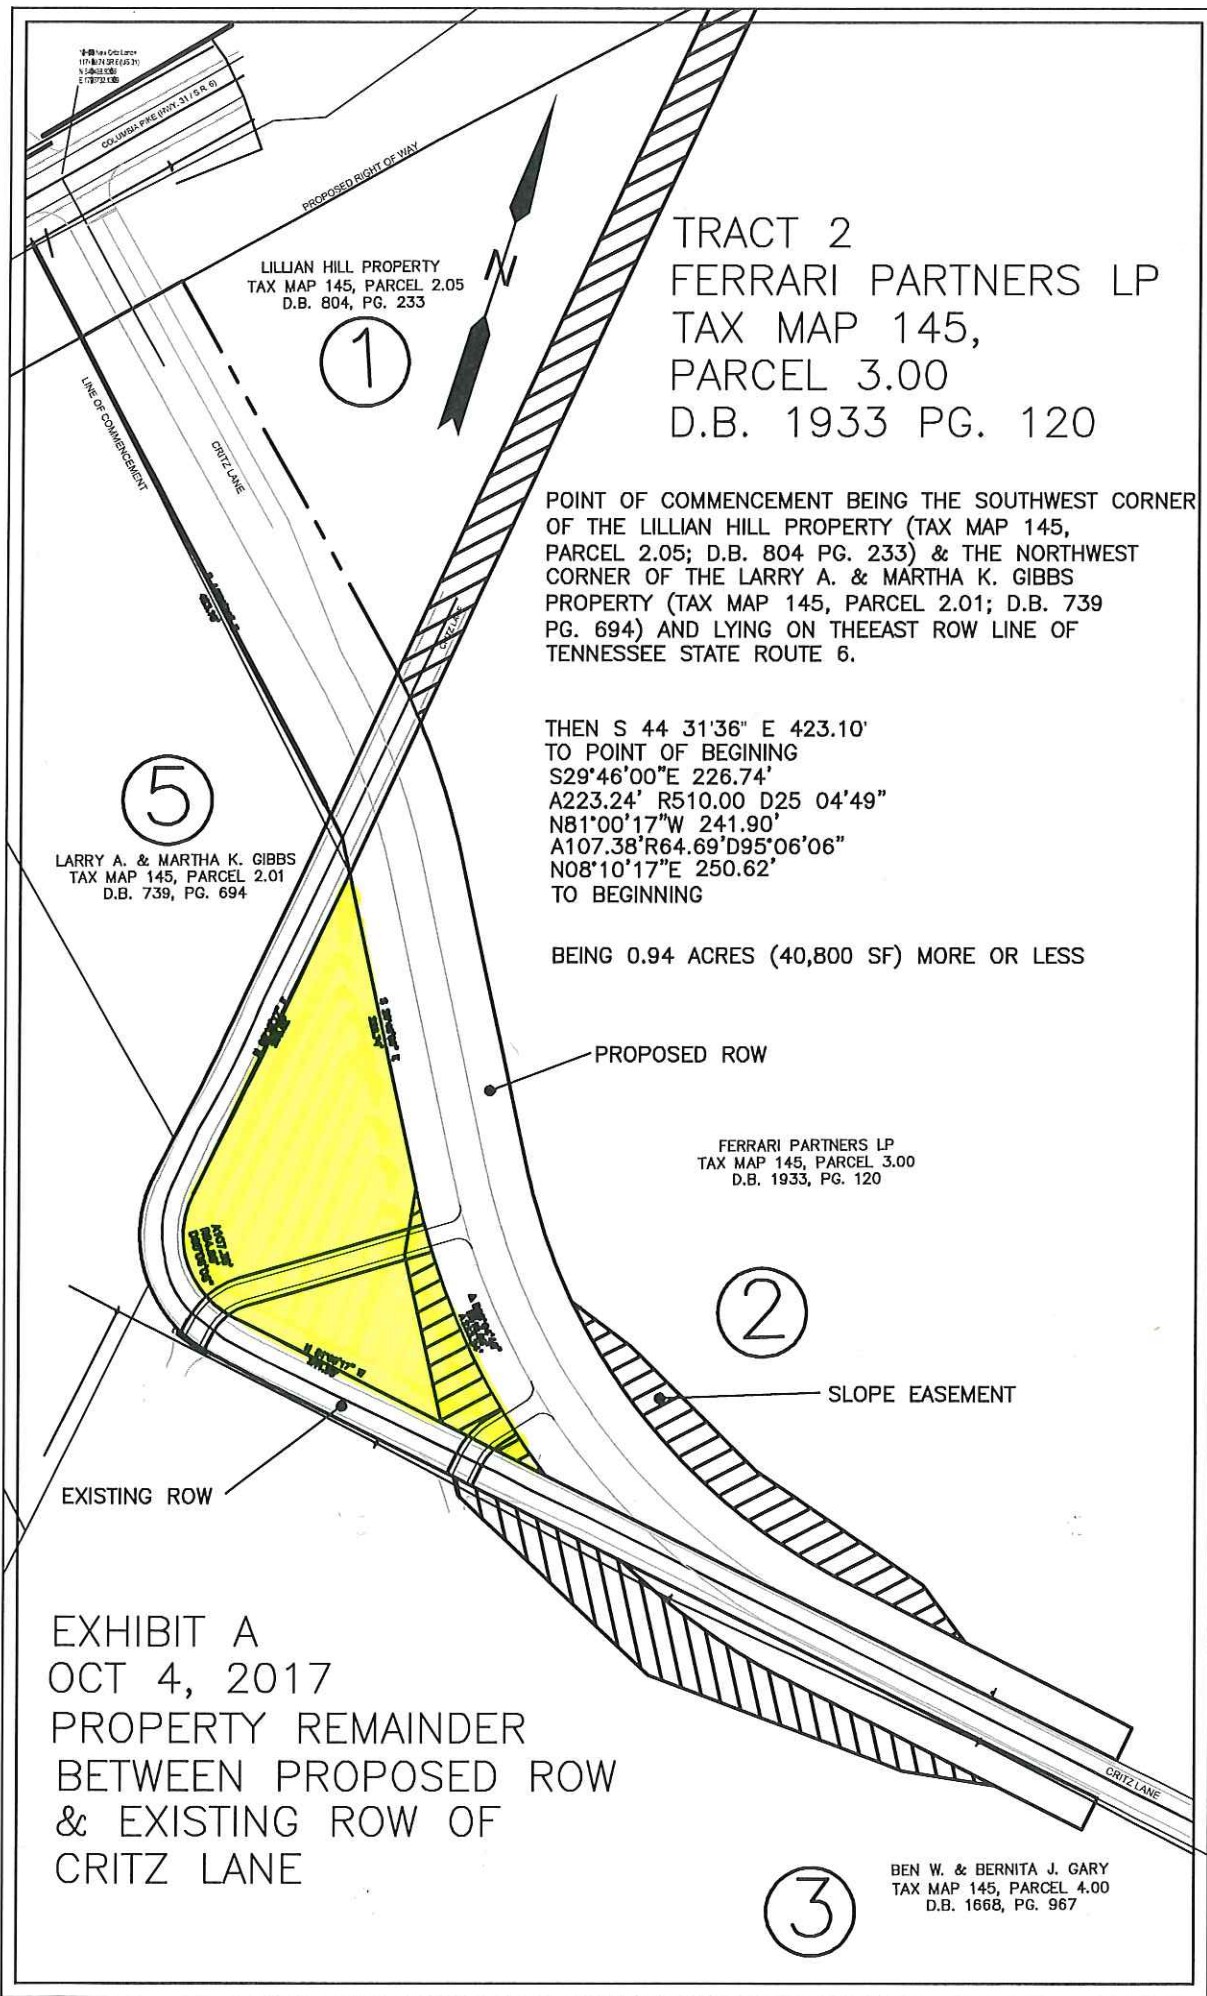 COLUMBIA PIKE (HWY. 31 / S.R. 6)
PROPOSED RIGHT OF WAY
LILLIAN HILL PROPERTY
TAX MAP 145, PARCEL 2.05
D.B. 804, PG. 233
1
N
TRACT 2
FERRARI PARTNERS LP
TAX MAP 145,
PARCEL 3.00
D.B. 1933 PG. 120
LINE OF COMMENCEMENT
CRITZ LANE
POINT OF COMMENCEMENT BEING THE SOUTHWEST CORNER
OF THE LILLIAN HILL PROPERTY (TAX MAP 145,
PARCEL 2.05; D.B. 804 PG. 233) & THE NORTHWEST
CORNER OF THE LARRY A. & MARTHA K. GIBBS
PROPERTY (TAX MAP 145, PARCEL 2.01; D.B. 739
PG. 694) AND LYING ON THEEAST ROW LINE OF
TENNESSEE STATE ROUTE 6.
CRITZ LANE
THEN S 44 31'36" E 423.10'
TO POINT OF BEGINING
S29°46'00"E 226.74'
A223.24' R510.00 D25 04'49"
N81°00'17"W 241.90'
A107.38'R64.69'D95°06'06"
N08°10'17"E 250.62'
TO BEGINNING
5
LARRY A. & MARTHA K. GIBBS
TAX MAP 145, PARCEL 2.01
D.B. 739, PG. 694
BEING 0.94 ACRES (40,800 SF) MORE OR LESS
PROPOSED ROW
FERRARI PARTNERS LP
TAX MAP 145, PARCEL 3.00
D.B. 1933, PG. 120
2
SLOPE EASEMENT
EXISTING ROW
EXHIBIT A
OCT 4, 2017
PROPERTY REMAINDER
BETWEEN PROPOSED ROW
& EXISTING ROW OF
CRITZ LANE
CRITZ LANE
3
BEN W. & BERNITA J. GARY
TAX MAP 145, PARCEL 4.00
D.B. 1668, PG. 967